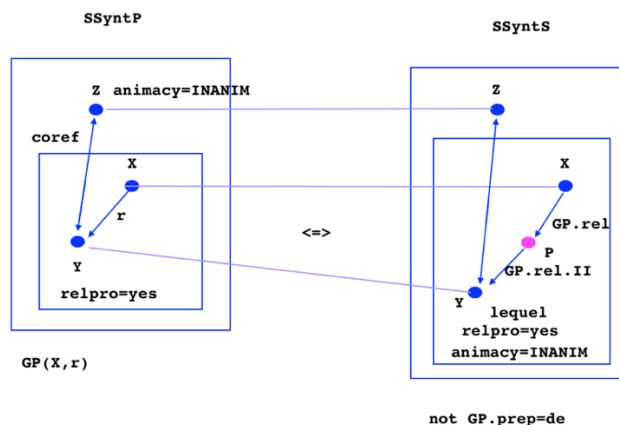 SSyntP
SSyntS
Z animacy=INANIM
Z
coref
X
X
r
<=>
GP.rel
P
Y
GP.rel.II
relpro=yes
Y
lequel
relpro=yes
animacy=INANIM
GP(X,r)
not GP.prep=de